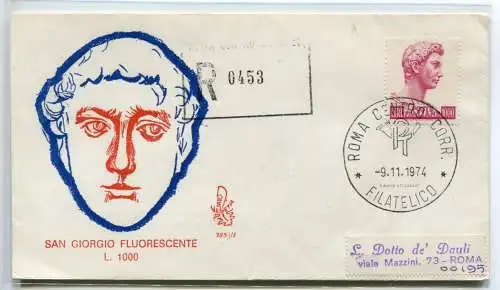 R 0453
1000
ROMA CENTRO CORR.
-9.11.1974
FILATELICO
SAN GIORGIO FLUORESCENTE
L. 1000
L. Dotto de' Dauli
viale Mazzini, 73 - ROMA
00195